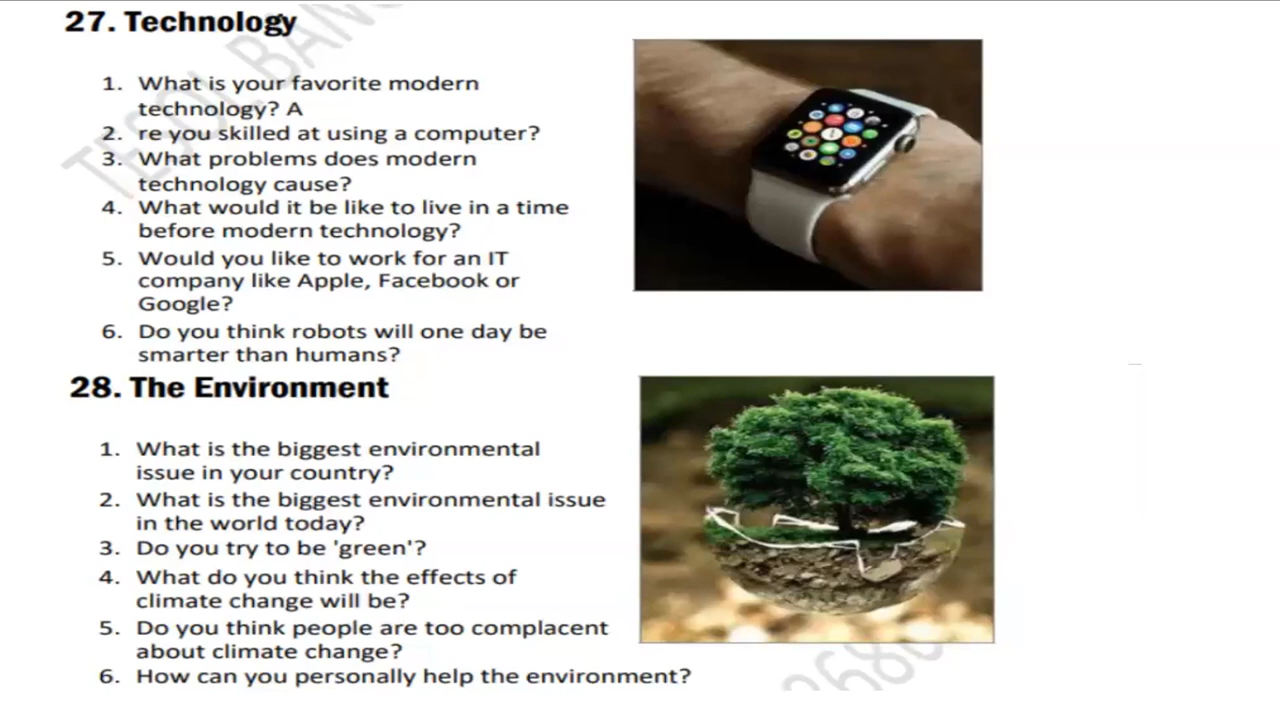 27. Technology
1. What is your favorite modern
technology? A
2. re you skilled at using a computer?
3. What problems does modern
technology cause?
4. What would it be like to live in a time
before modern technology?
5. Would you like to work for an IT
company like Apple, Facebook or
Google?
6. Do you think robots will one day be
smarter than humans?
28. The Environment
1. What is the biggest environmental
issue in your country?
2. What is the biggest environmental issue
in the world today?
3. Do you try to be 'green'?
4. What do you think the effects of
climate change will be?
5. Do you think people are too complacent
about climate change?
6. How can you personally help the environment?